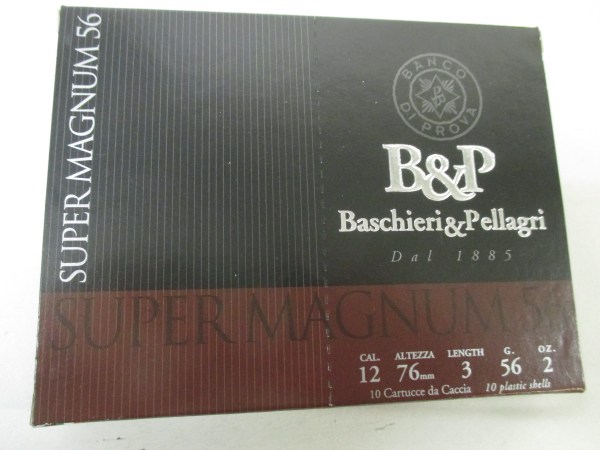 SUPER MAGNUM 56
BANCO DI PROVA
PB
B&P
Baschieri&Pellagri
Dal 1885
SUPER MAGNUM 56
CAL. ALTEZZA LENGTH G. OZ.
12 76mm 3 56 2
10 Cartucce da Caccia 10 plastic shells